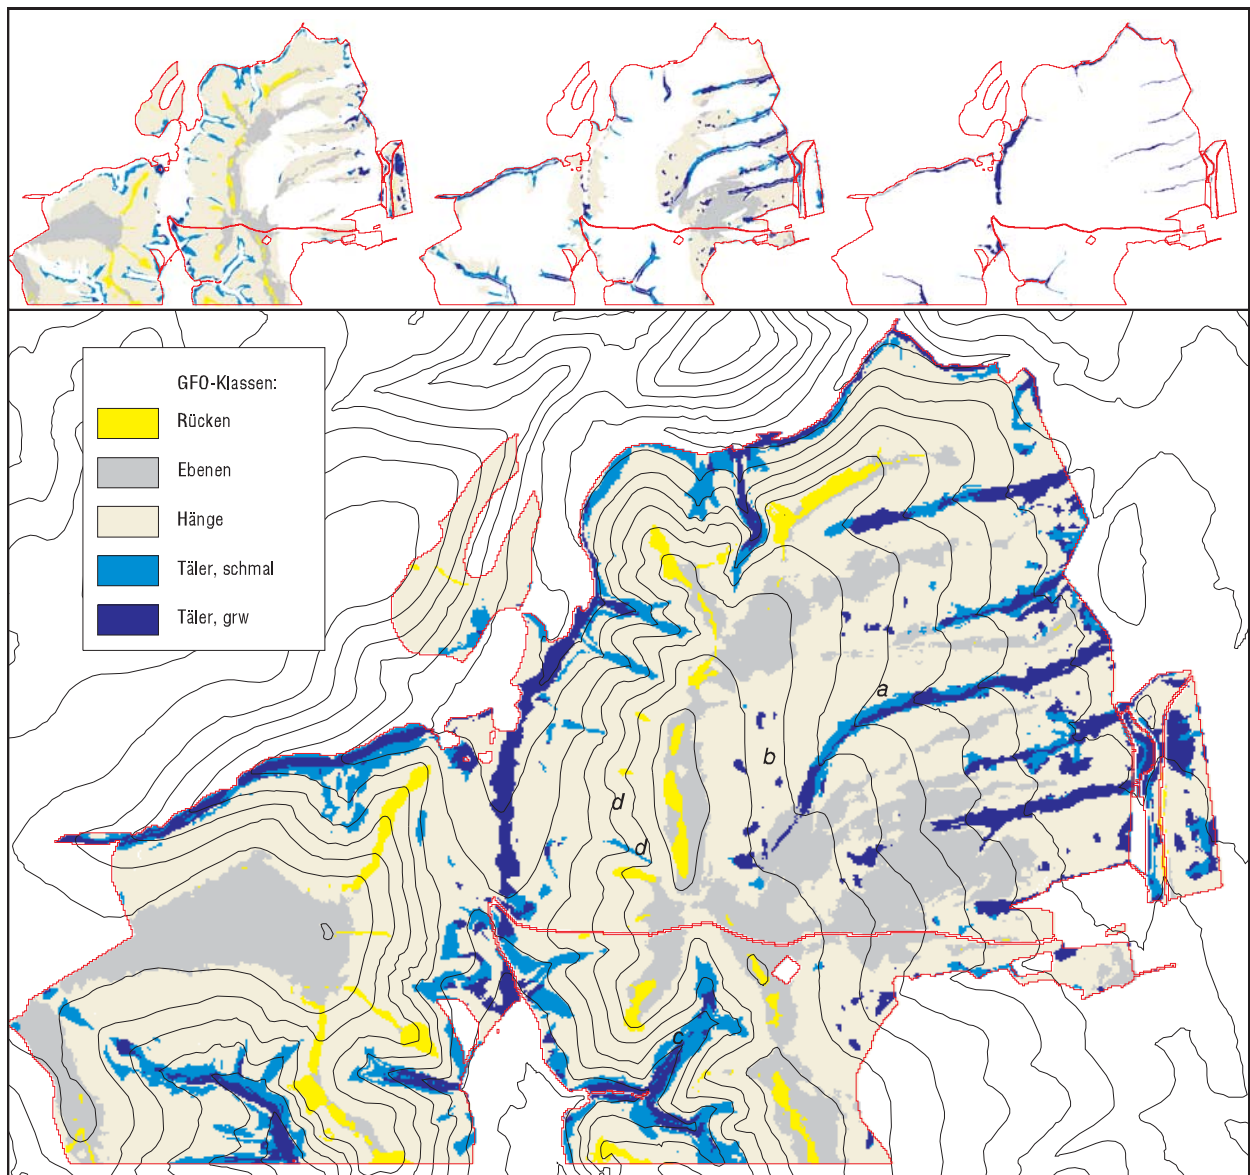 GFO-Klassen:
Rücken
Ebenen
Hänge
Täler, schmal
Täler, grw
a
b
d
d
c